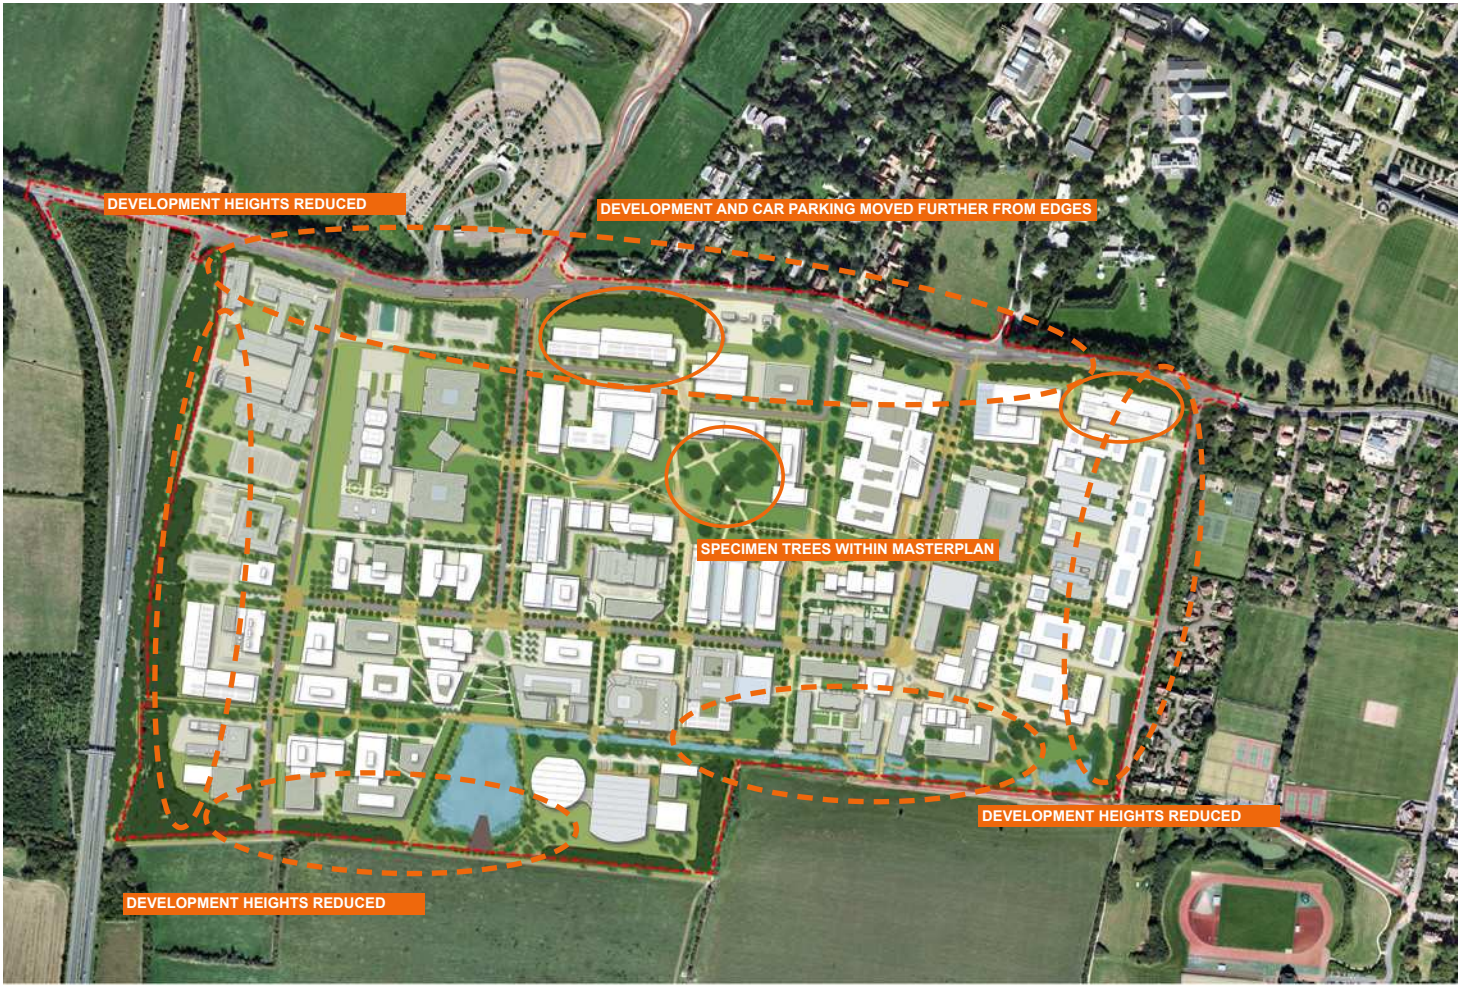 DEVELOPMENT HEIGHTS REDUCED
DEVELOPMENT AND CAR PARKING MOVED FURTHER FROM EDGES
SPECIMEN TREES WITHIN MASTERPLAN
DEVELOPMENT HEIGHTS REDUCED
DEVELOPMENT HEIGHTS REDUCED